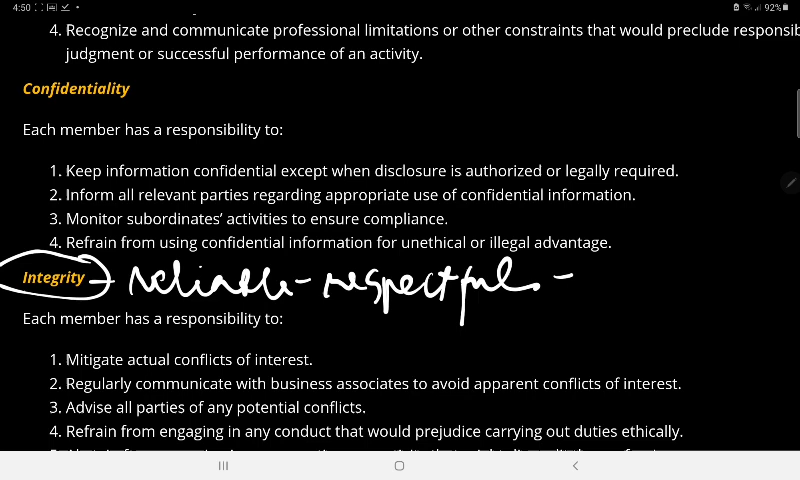 4:50 92%
4. Recognize and communicate professional limitations or other constraints that would preclude responsib
judgment or successful performance of an activity.
Confidentiality
Each member has a responsibility to:
1. Keep information confidential except when disclosure is authorized or legally required.
2. Inform all relevant parties regarding appropriate use of confidential information.
3. Monitor subordinates’ activities to ensure compliance.
4. Refrain from using confidential information for unethical or illegal advantage.
Integrity - reliable - respectful -
Each member has a responsibility to:
1. Mitigate actual conflicts of interest.
2. Regularly communicate with business associates to avoid apparent conflicts of interest.
3. Advise all parties of any potential conflicts.
4. Refrain from engaging in any conduct that would prejudice carrying out duties ethically.